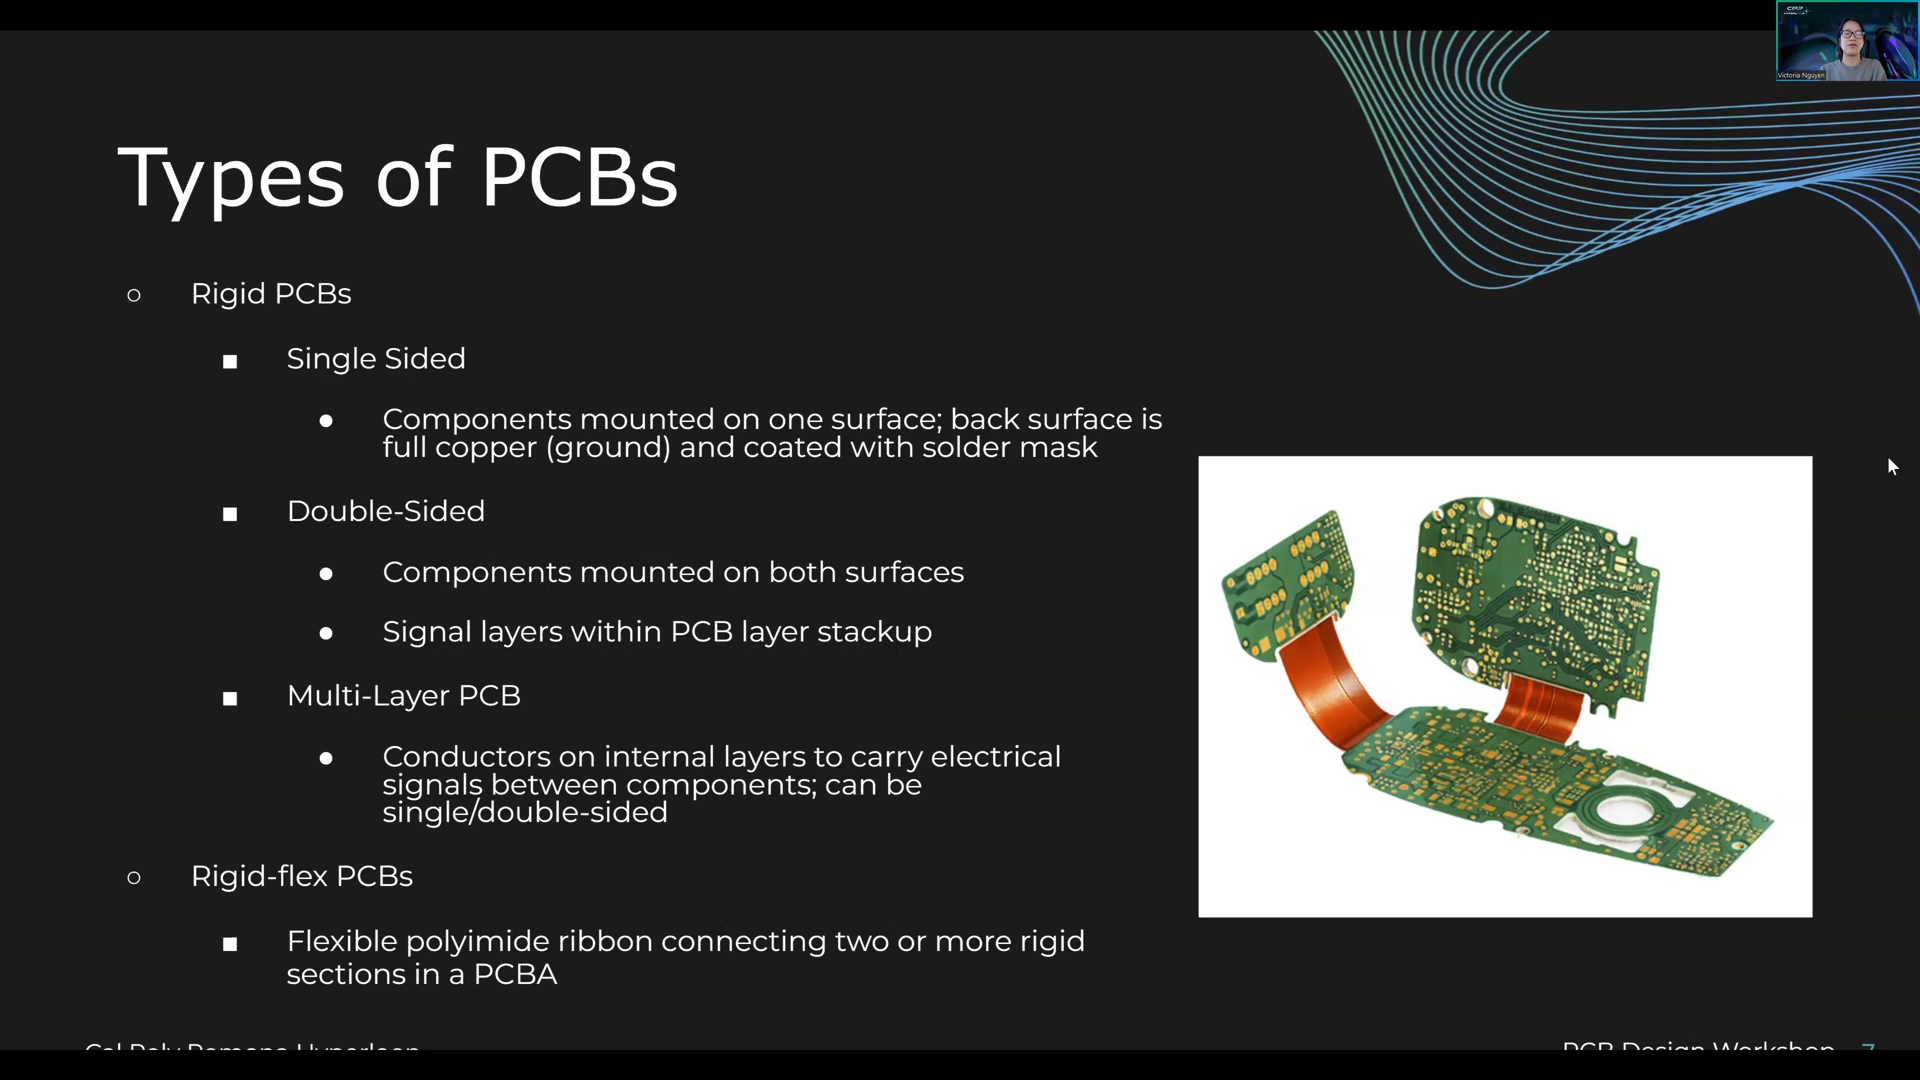 CPP
Victoria Nguyen
Types of PCBs
○ Rigid PCBs
■ Single Sided
● Components mounted on one surface; back surface is
full copper (ground) and coated with solder mask
■ Double-Sided
● Components mounted on both surfaces
● Signal layers within PCB layer stackup
■ Multi-Layer PCB
● Conductors on internal layers to carry electrical
signals between components; can be
single/double-sided
○ Rigid-flex PCBs
■ Flexible polyimide ribbon connecting two or more rigid
sections in a PCBA
Cal Poly Pomona Hyperloop
PCB Design Workshop 7